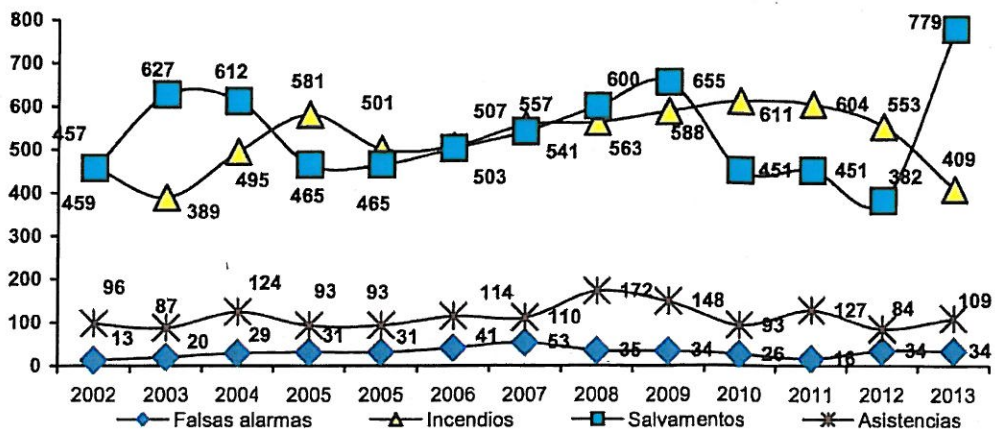 800
779
700
627 612 581 600 655
600
501 507 557 588 611 604 553
500
457 541 563
459 389 495 465 465 503 451 451 382 409
400
300
200
96 87 124 93 93 114 110 172 148 93 127 84 109
100
13 20 29 31 31 41 53 35 34 26 16 34 34
0
2002 2003 2004 2005 2005 2006 2007 2008 2009 2010 2011 2012 2013
Falsas alarmas Incendios Salvamentos Asistencias